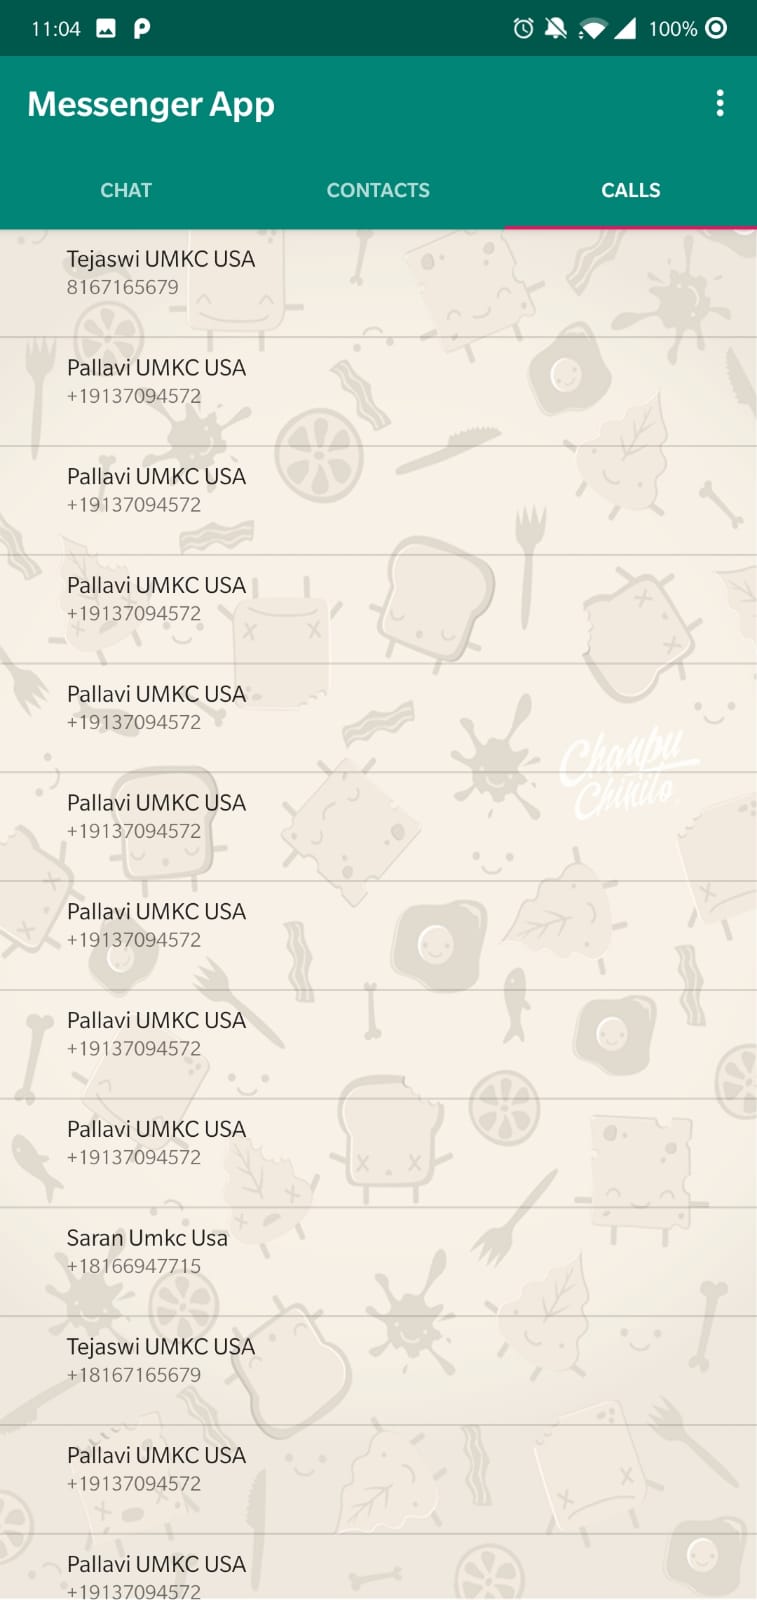 11:04 100%
Messenger App
CHAT CONTACTS CALLS
Tejaswi UMKC USA
8167165679
Pallavi UMKC USA
+19137094572
Pallavi UMKC USA
+19137094572
Pallavi UMKC USA
+19137094572
Pallavi UMKC USA
+19137094572
Chanpu
Chinito
Pallavi UMKC USA
+19137094572
Pallavi UMKC USA
+19137094572
Pallavi UMKC USA
+19137094572
Pallavi UMKC USA
+19137094572
Saran Umkc Usa
+18166947715
Tejaswi UMKC USA
+18167165679
Pallavi UMKC USA
+19137094572
Pallavi UMKC USA
+19137094572